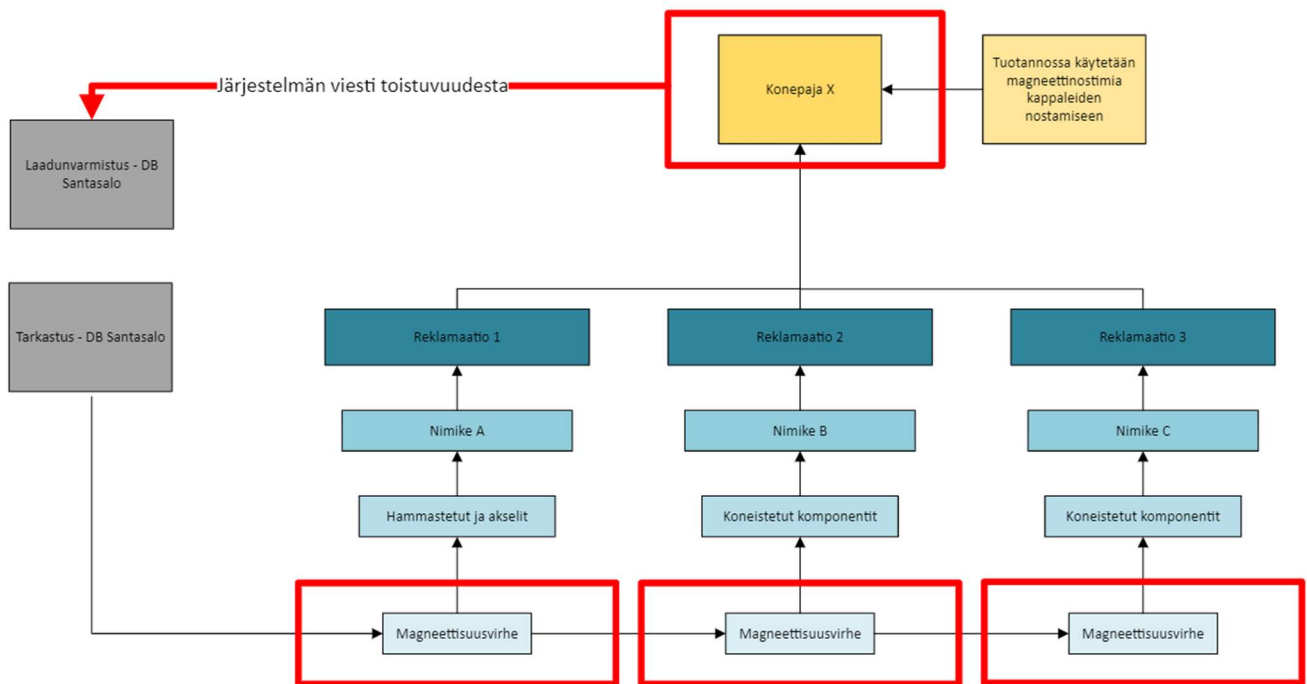 Järjestelmän viesti toistuvuudesta
Konepaja X
Tuotannossa käytetään
magneettinostimia
kappaleiden
nostamiseen
Laadunvarmistus - DB
Santasalo
Tarkastus - DB Santasalo
Reklamaatio 1
Reklamaatio 2
Reklamaatio 3
Nimike A
Nimike B
Nimike C
Hammastetut ja akselit
Koneistetut komponentit
Koneistetut komponentit
Magneettisuusvirhe
Magneettisuusvirhe
Magneettisuusvirhe